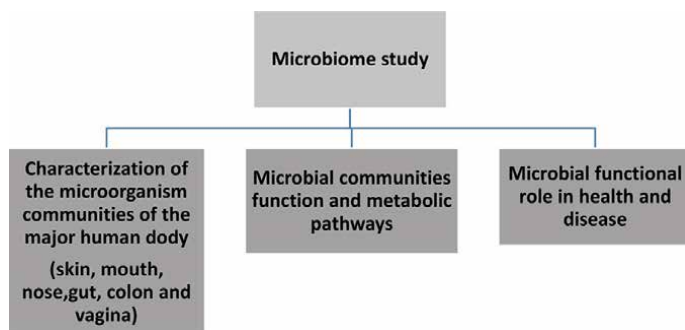 Microbiome study
Characterization of
the microorganism
communities of the
major human dody
(skin, mouth,
nose,gut, colon and
vagina)
Microbial communities
function and metabolic
pathways
Microbial functional
role in health and
disease